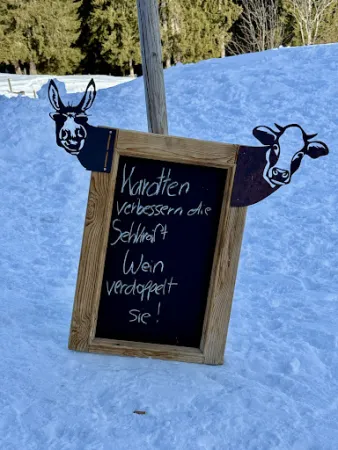 Karotten
verbessern die
Sehkraft
Wein
verdoppelt
sie!